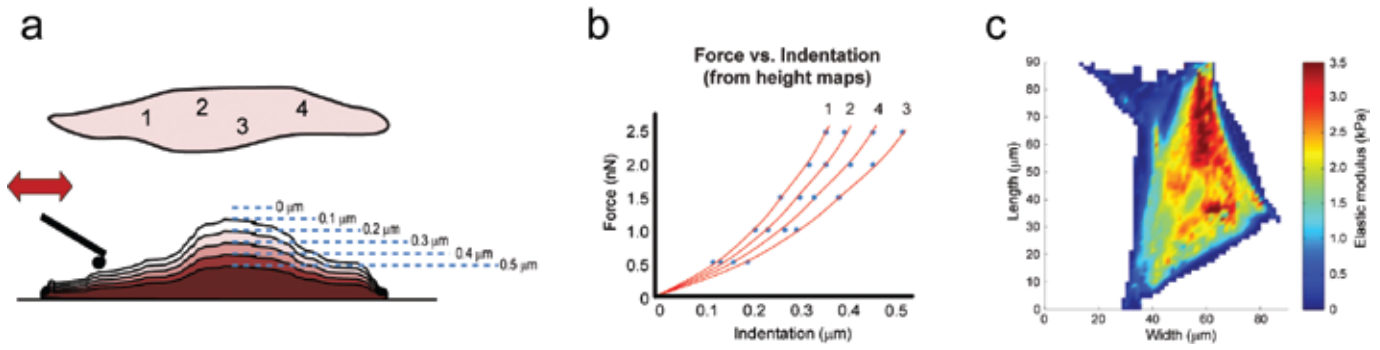 a
1
2
3
4
0 μm
0.1 μm
0.2 μm
0.3 μm
0.4 μm
0.5 μm
b
Force vs. Indentation
(from height maps)
1 2 4 3
Force (nN)
2.5
2.0
1.5
1.0
0.5
0
0 0.1 0.2 0.3 0.4 0.5
Indentation (μm)
c
Length (μm)
90
80
70
60
50
40
30
20
10
0
0 20 40 60 80
Width (μm)
3.5
3.0
2.5
2.0
1.5
1.0
0.5
0
Elastic modulus (kPa)